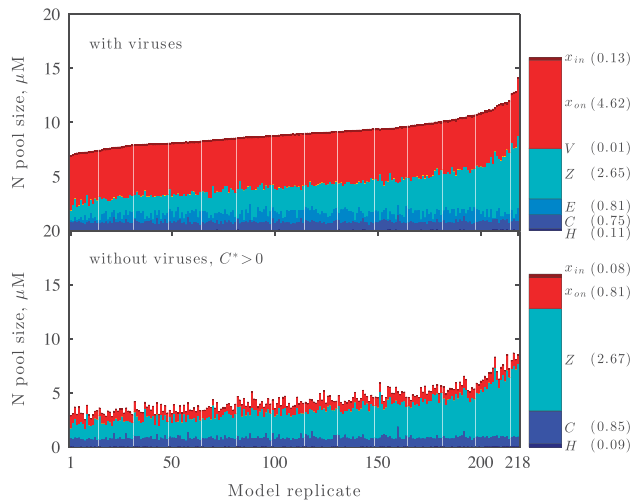 20
15
10
5
20
N pool size, μM
with viruses
x_in (0.13)
x_on (4.62)
V (0.01)
Z (2.65)
E (0.81)
C (0.75)
H (0.11)
15
10
5
0
N pool size, μM
without viruses, C*>0
x_in (0.08)
x_on (0.81)
Z (2.67)
C (0.85)
H (0.09)
1 50 100 150 200 218
Model replicate